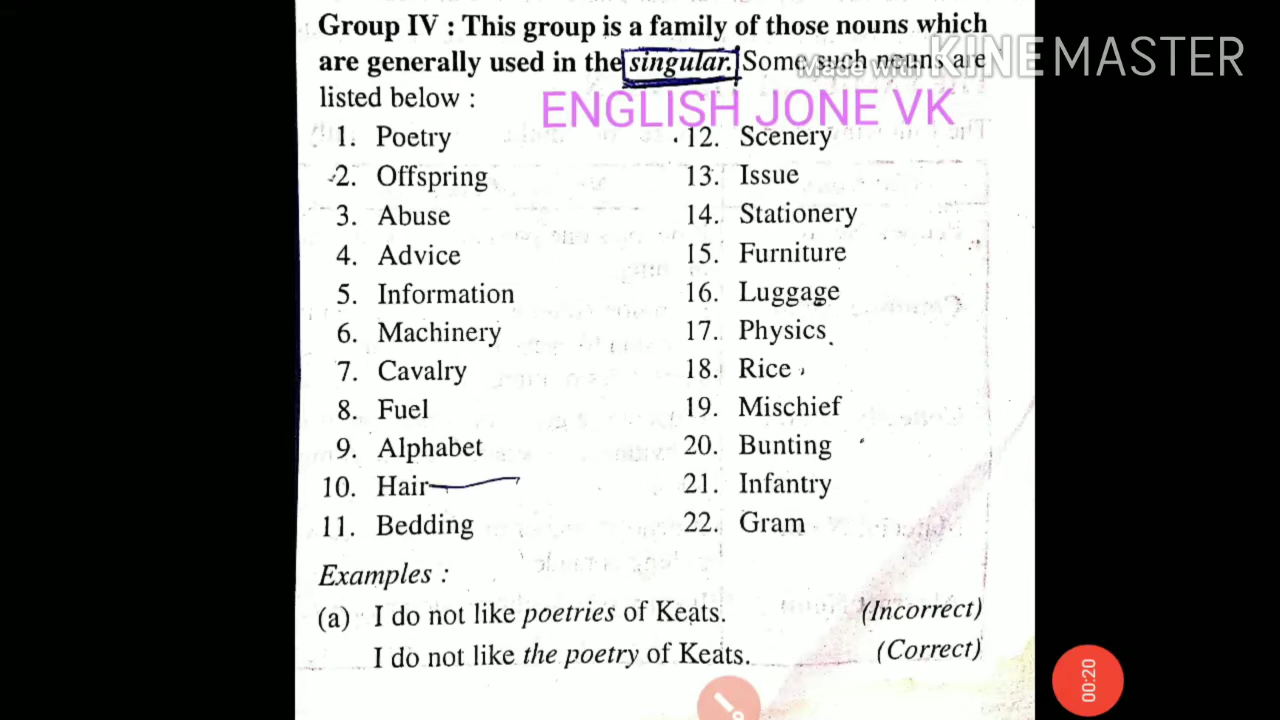 Group IV : This group is a family of those nouns which
are generally used in the singular. Some such nouns are
Made with KINEMASTER
listed below :
ENGLISH JONE VK
1. Poetry
2. Offspring
3. Abuse
4. Advice
5. Information
6. Machinery
7. Cavalry
8. Fuel
9. Alphabet
10. Hair
11. Bedding
12. Scenery
13. Issue
14. Stationery
15. Furniture
16. Luggage
17. Physics
18. Rice
19. Mischief
20. Bunting
21. Infantry
22. Gram
Examples :
(a) I do not like poetries of Keats. (Incorrect)
I do not like the poetry of Keats. (Correct)
00:20